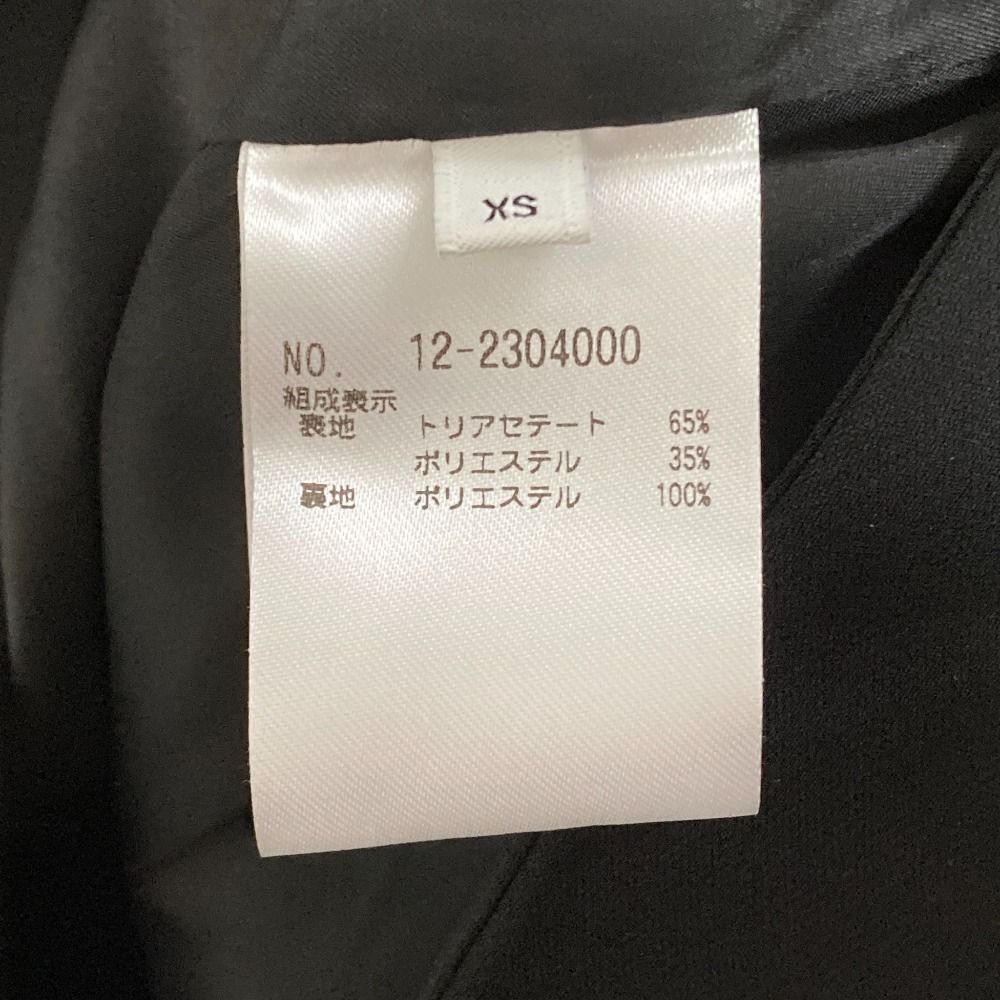 XS
NO. 12-2304000
組成表示
表地 トリアセテート 65%
ポリエステル 35%
裏地 ポリエステル 100%